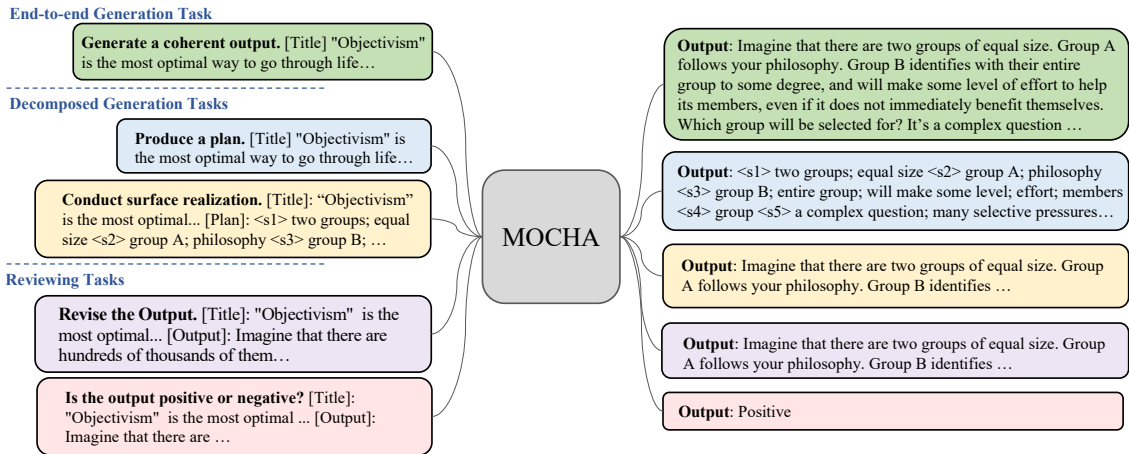 End-to-end Generation Task
Generate a coherent output. [Title] "Objectivism"
is the most optimal way to go through life…
Decomposed Generation Tasks
Produce a plan. [Title] "Objectivism" is
the most optimal way to go through life…
Conduct surface realization. [Title]: “Objectivism”
is the most optimal... [Plan]: <s1> two groups; equal
size <s2> group A; philosophy <s3> group B; …
Reviewing Tasks
Revise the Output. [Title]: "Objectivism" is the
most optimal... [Output]: Imagine that there are
hundreds of thousands of them…
Is the output positive or negative? [Title]:
"Objectivism" is the most optimal ... [Output]:
Imagine that there are …
MOCHA
Output: Imagine that there are two groups of equal size. Group A
follows your philosophy. Group B identifies with their entire
group to some degree, and will make some level of effort to help
its members, even if it does not immediately benefit themselves.
Which group will be selected for? It’s a complex question …
Output: <s1> two groups; equal size <s2> group A; philosophy
<s3> group B; entire group; will make some level; effort; members
<s4> group <s5> a complex question; many selective pressures…
Output: Imagine that there are two groups of equal size. Group
A follows your philosophy. Group B identifies …
Output: Imagine that there are two groups of equal size. Group
A follows your philosophy. Group B identifies …
Output: Positive